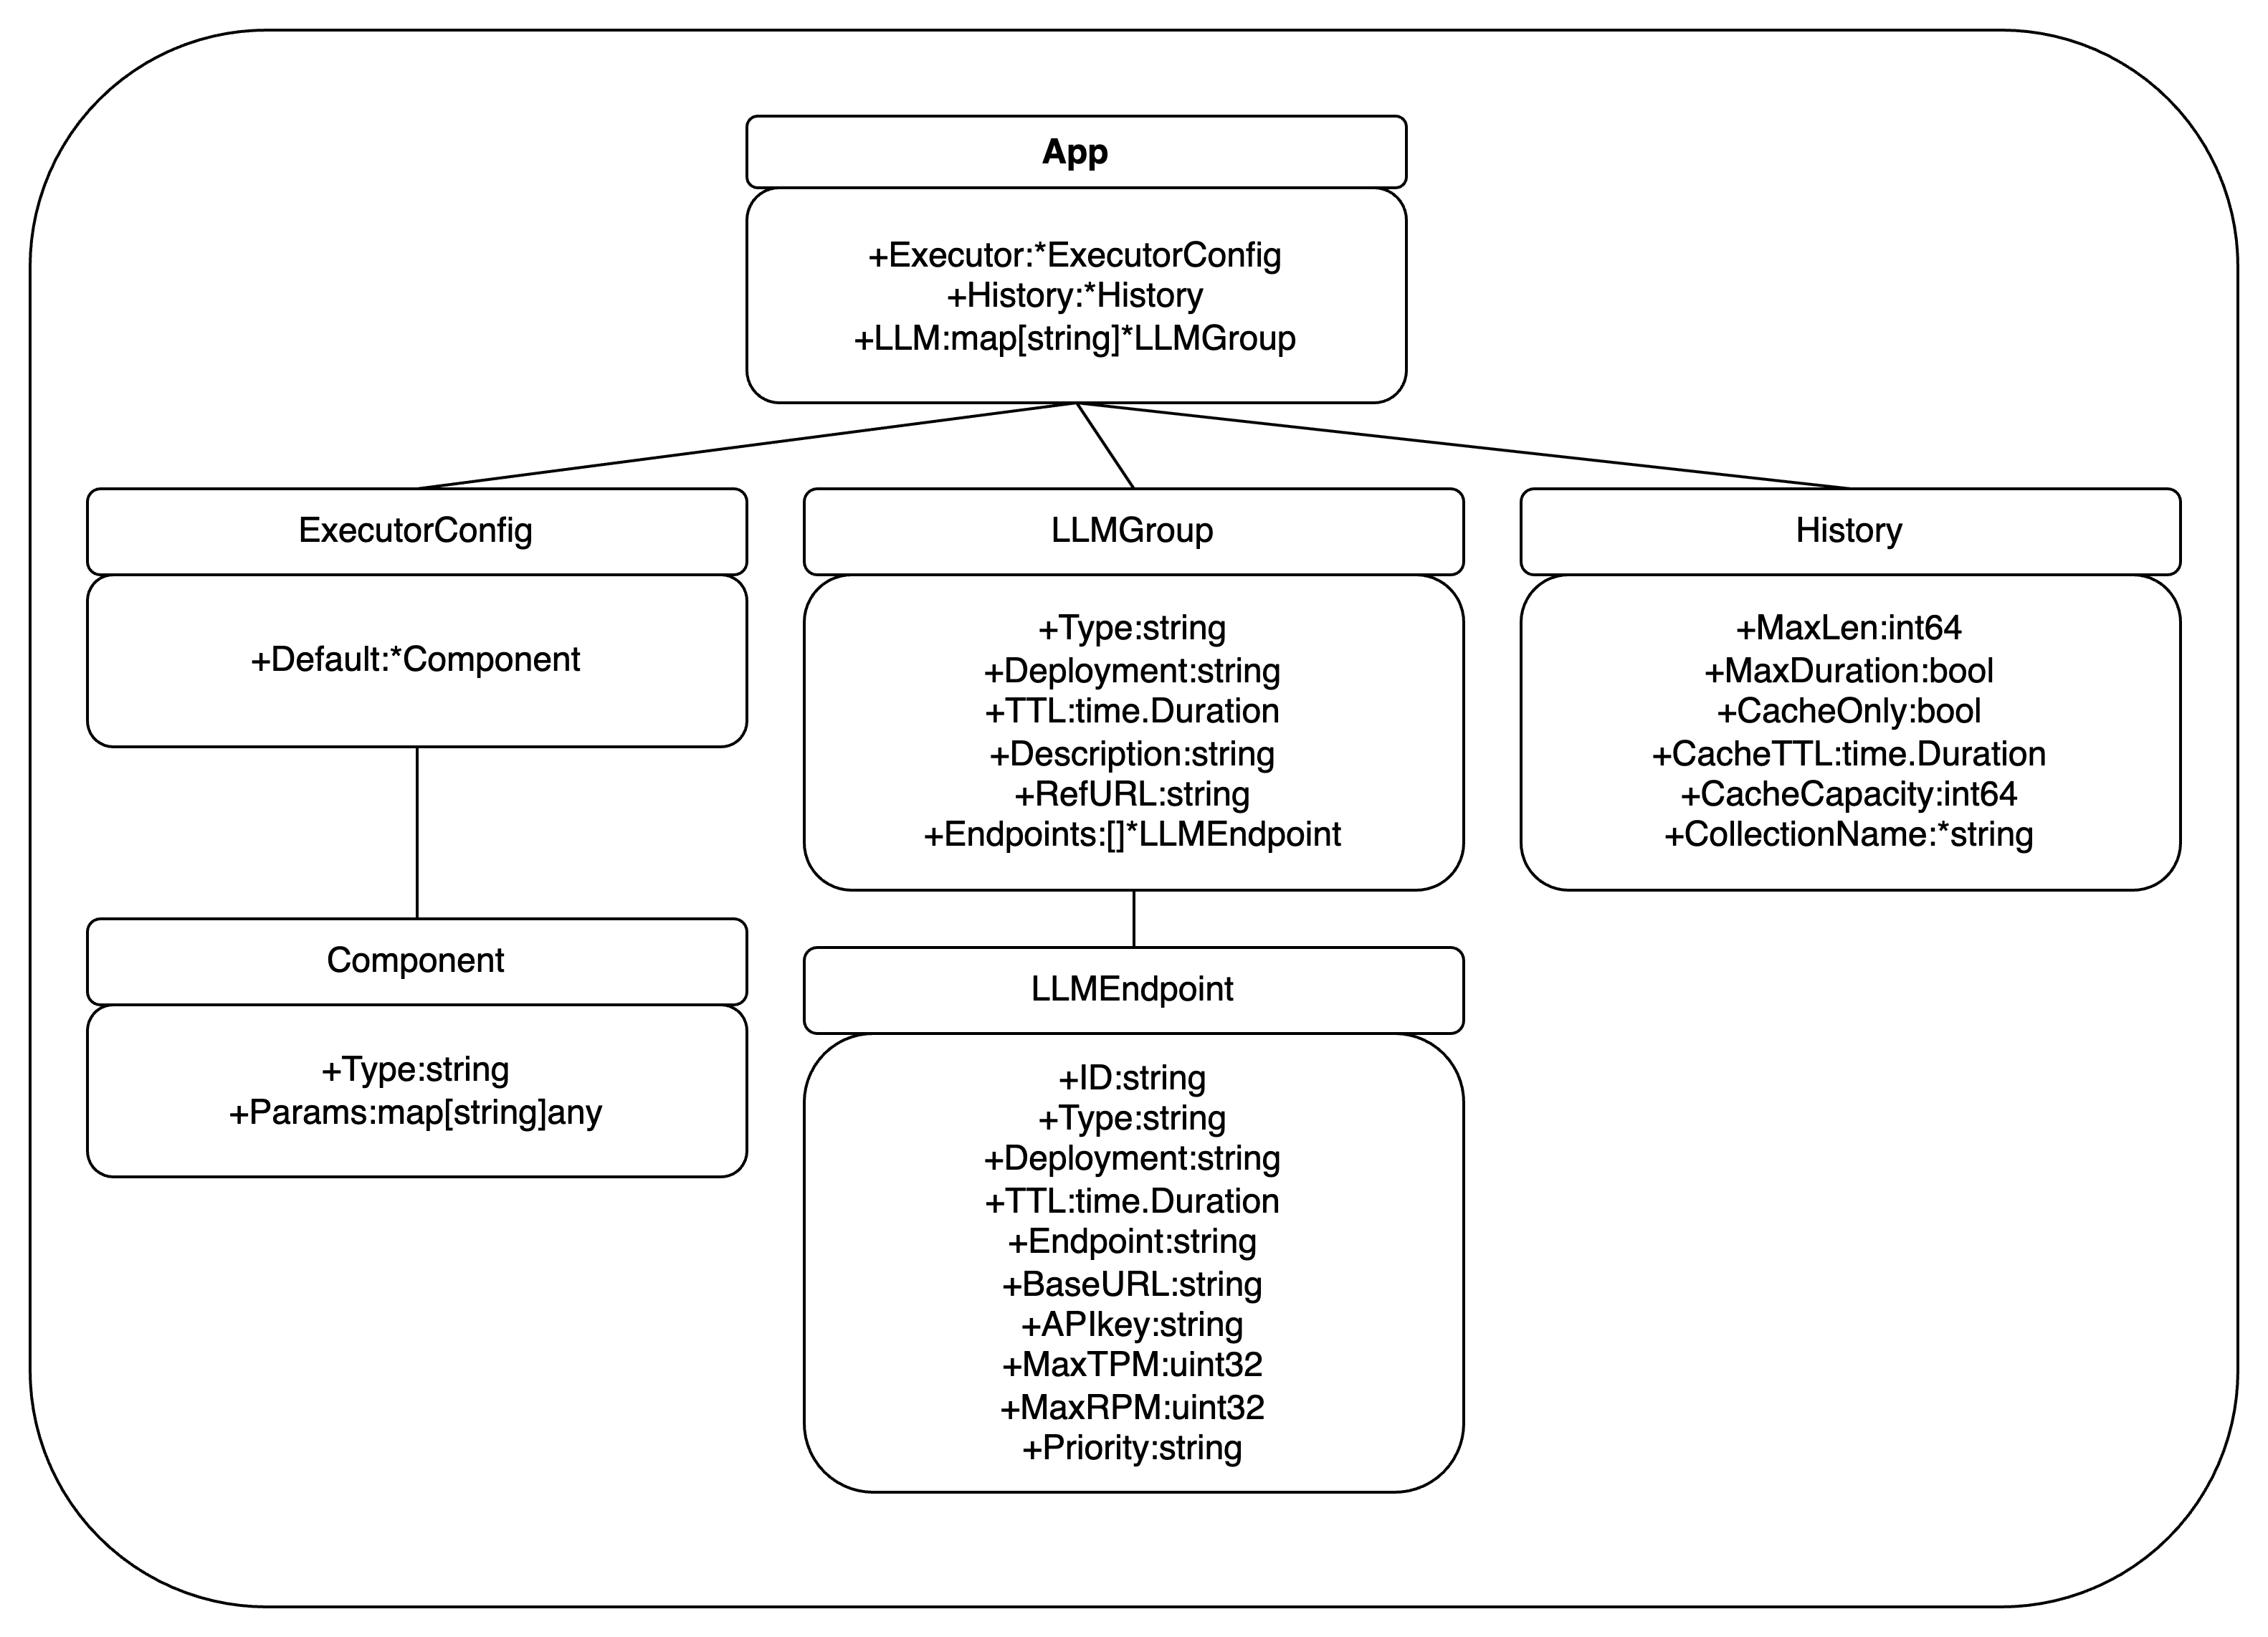 App
+Executor:*ExecutorConfig
+History:*History
+LLM:map[string]*LLMGroup
ExecutorConfig
+Default:*Component
Component
+Type:string
+Params:map[string]any
LLMGroup
+Type:string
+Deployment:string
+TTL:time.Duration
+Description:string
+RefURL:string
+Endpoints:[]*LLMEndpoint
LLMEndpoint
+ID:string
+Type:string
+Deployment:string
+TTL:time.Duration
+Endpoint:string
+BaseURL:string
+APIkey:string
+MaxTPM:uint32
+MaxRPM:uint32
+Priority:string
History
+MaxLen:int64
+MaxDuration:bool
+CacheOnly:bool
+CacheTTL:time.Duration
+CacheCapacity:int64
+CollectionName:*string